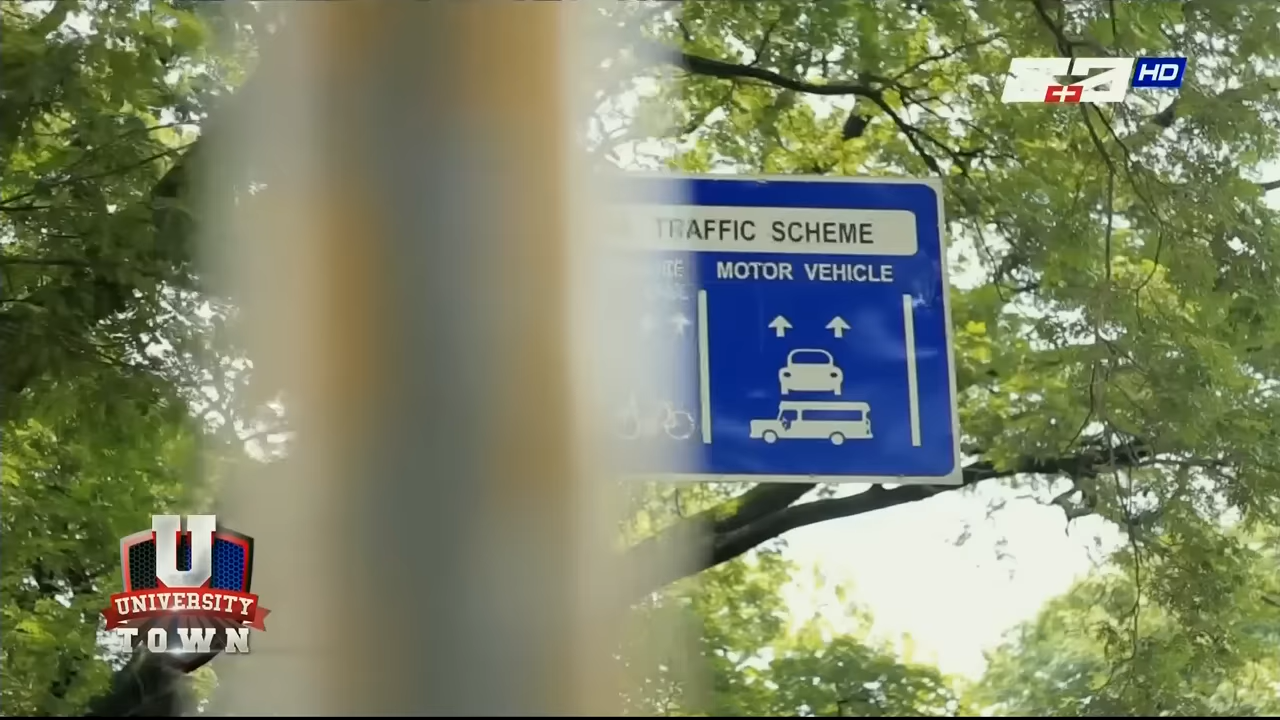 HD
TRAFFIC SCHEME
MOTOR VEHICLE
U
UNIVERSITY
TOWN